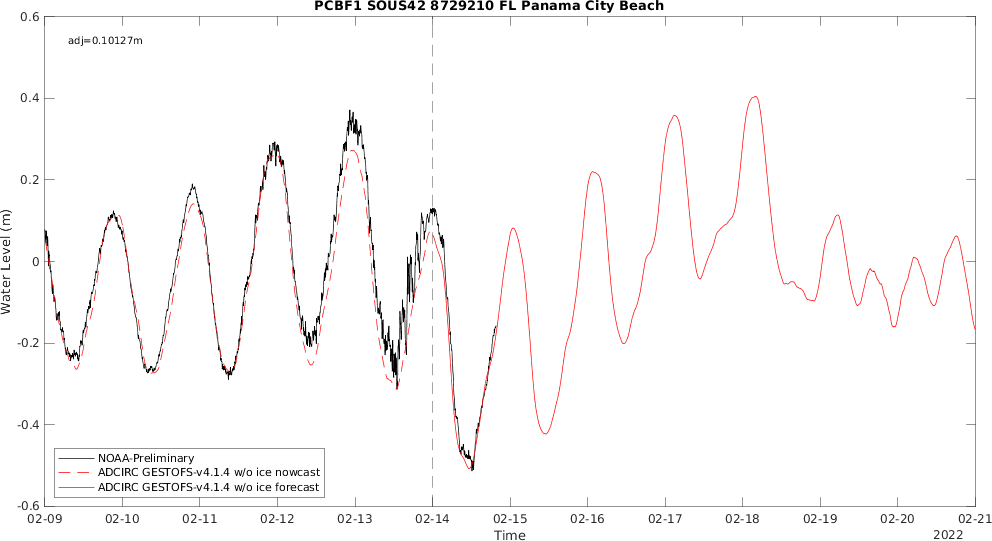 PCBF1 SOUS42 8729210 FL Panama City Beach
adj=0.10127m
0.6
0.4
0.2
0
-0.2
-0.4
-0.6
Water Level (m)
NOAA-Preliminary
ADCIRC GESTOFS-v4.1.4 w/o ice nowcast
ADCIRC GESTOFS-v4.1.4 w/o ice forecast
02-09 02-10 02-11 02-12 02-13 02-14 02-15 02-16 02-17 02-18 02-19 02-20 02-21
Time
2022